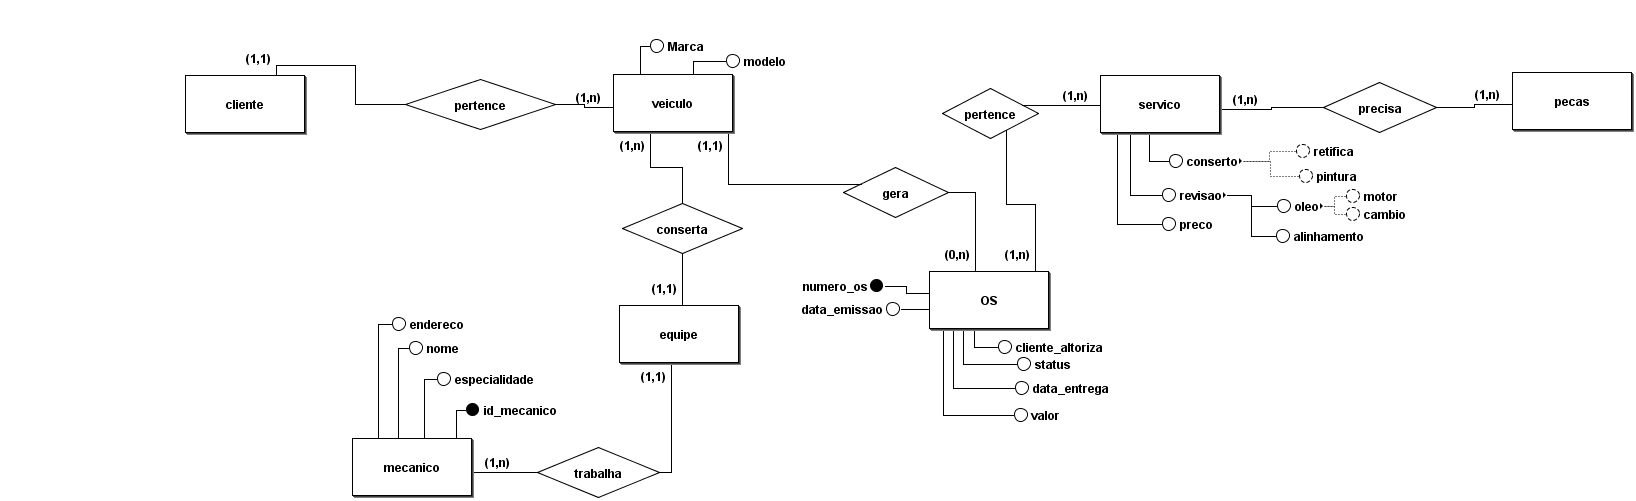 Marca
modelo
(1,1)
cliente
pertence
(1,n)
veiculo
(1,n)
(1,1)
pertence
(1,n)
servico
(1,n)
precisa
(1,n)
pecas
conserto
retifica
pintura
revisao
oleo
motor
cambio
alinhamento
preco
gera
conserta
(0,n)
(1,n)
numero_os
data_emissao
OS
cliente_altoriza
status
data_entrega
valor
(1,1)
equipe
(1,1)
endereco
nome
especialidade
id_mecanico
mecanico
(1,n)
trabalha